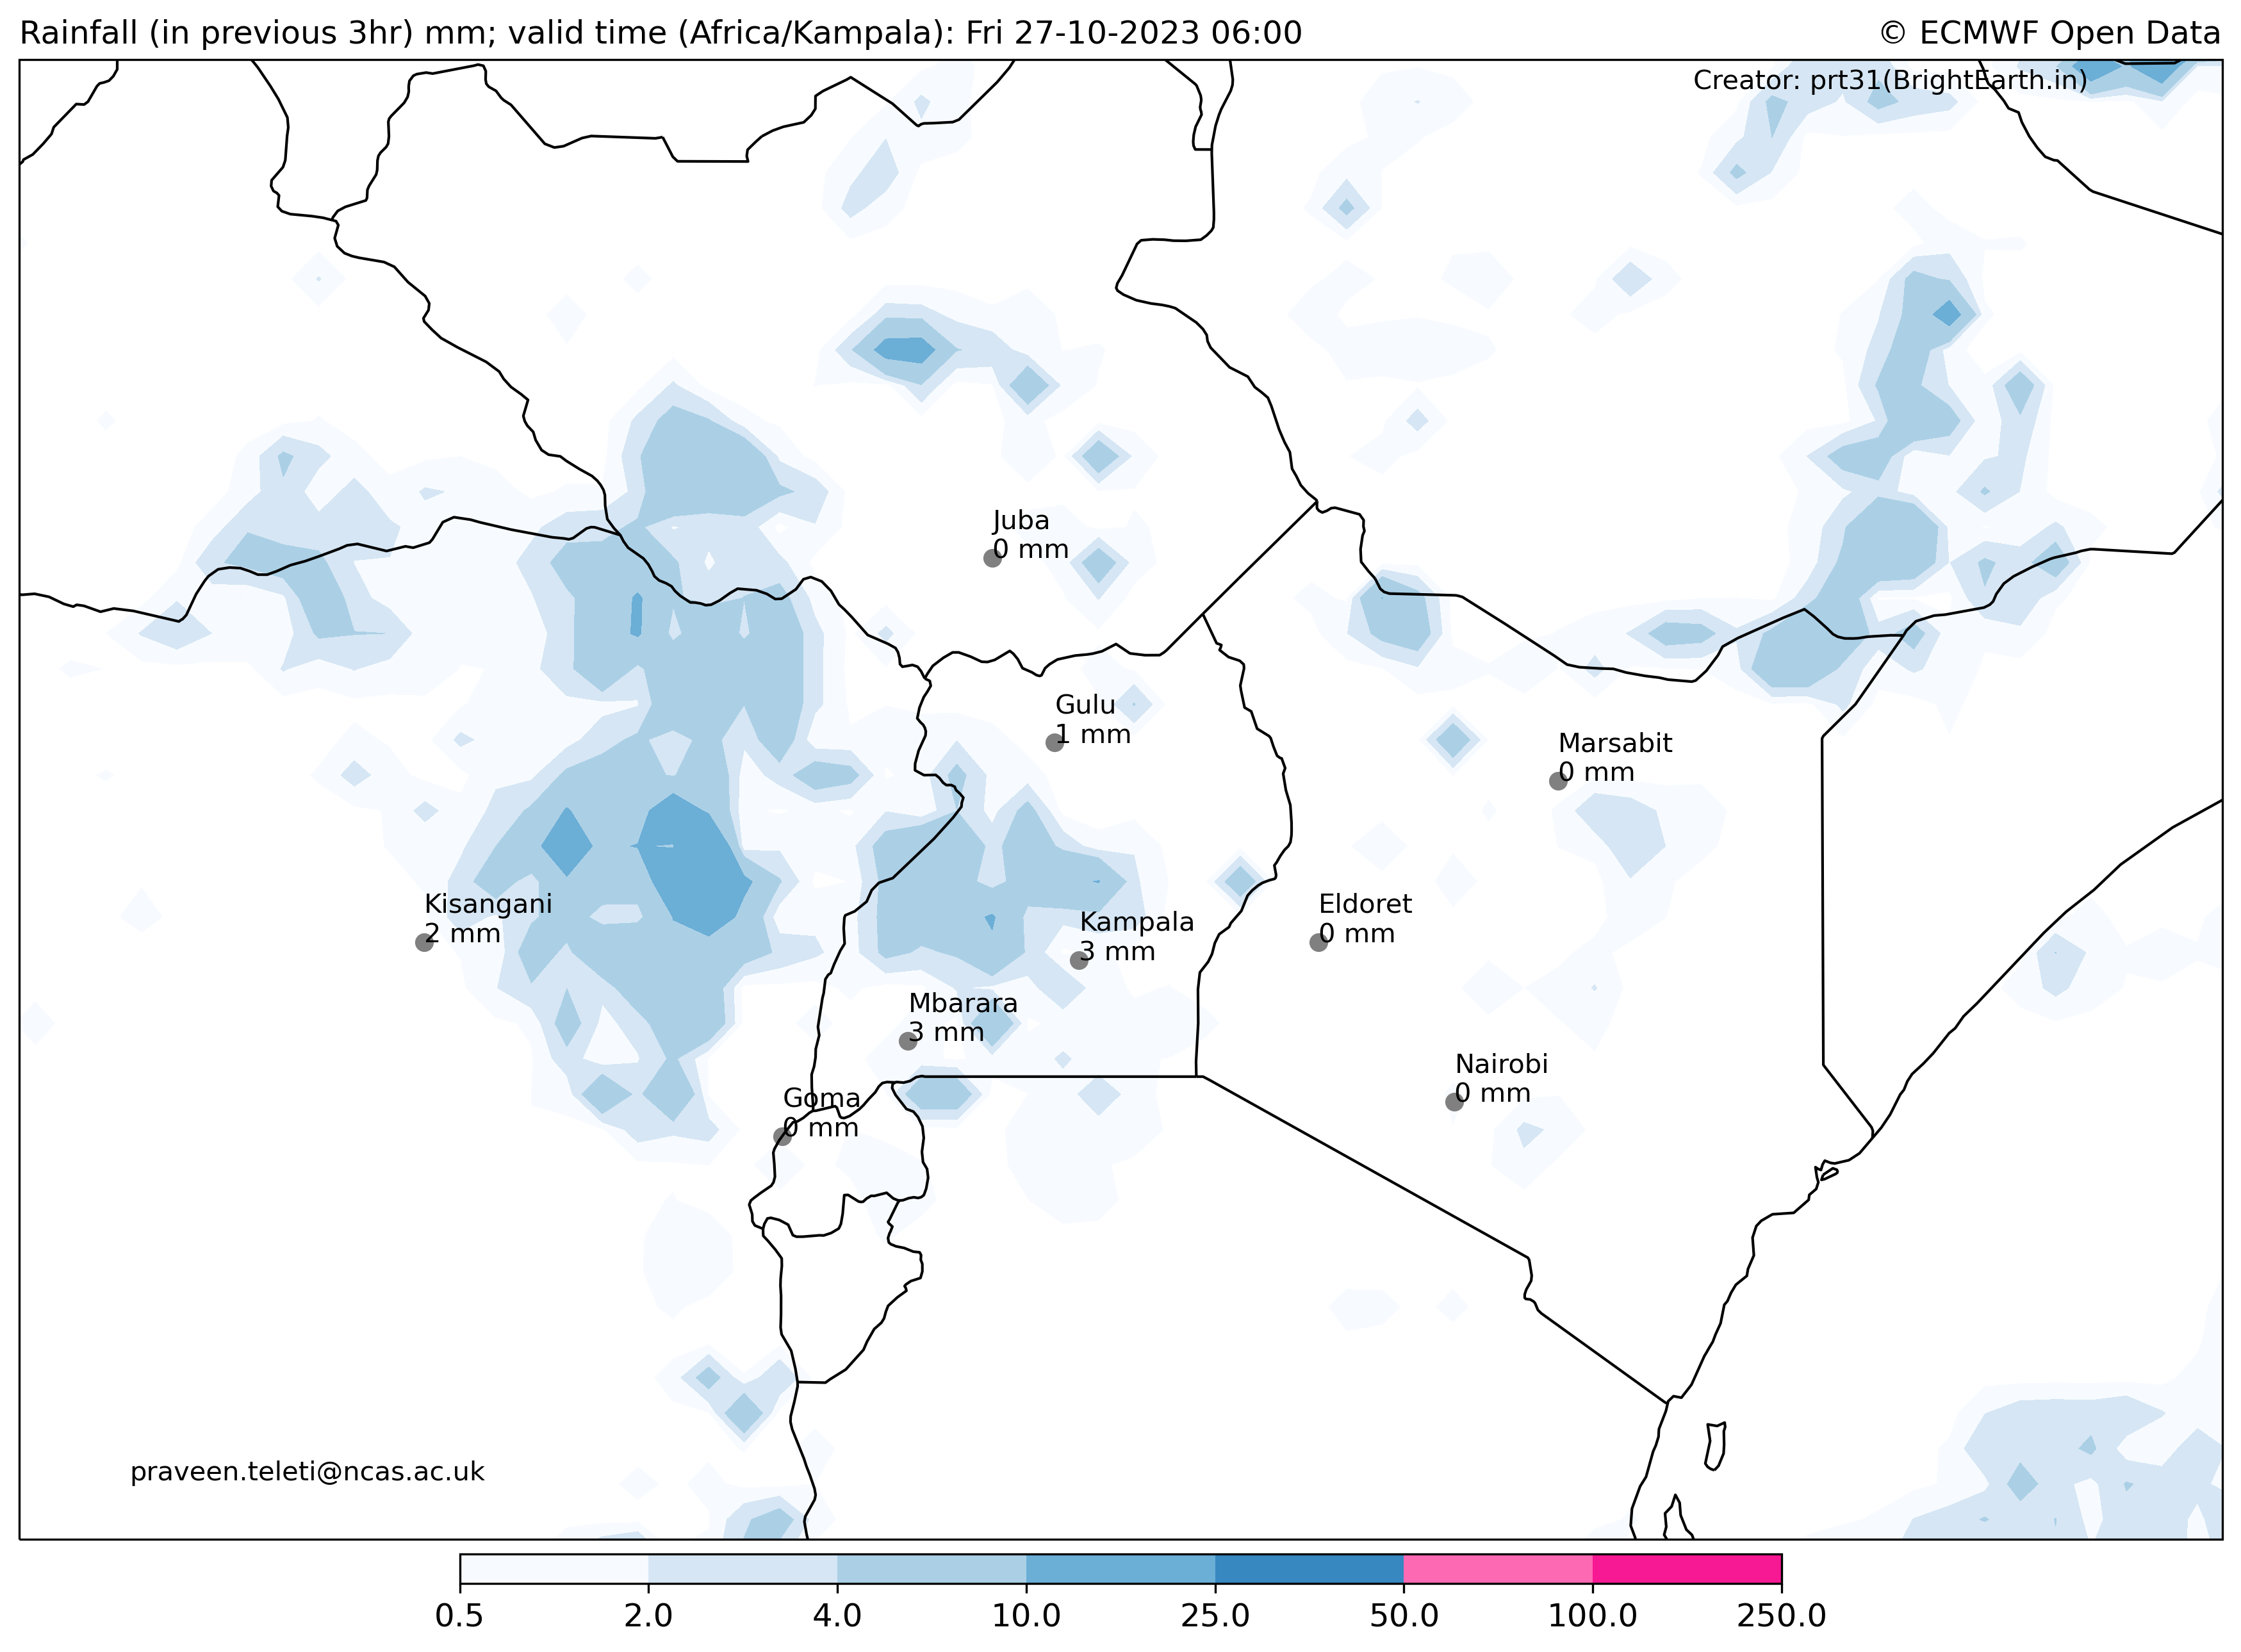 Rainfall (in previous 3hr) mm; valid time (Africa/Kampala): Fri 27-10-2023 06:00
© ECMWF Open Data
Creator: prt31(BrightEarth.in)
Juba
0 mm
Gulu
1 mm
Marsabit
0 mm
Kisangani
2 mm
Kampala
3 mm
Eldoret
0 mm
Mbarara
3 mm
Nairobi
0 mm
Goma
0 mm
praveen.teleti@ncas.ac.uk
0.5 2.0 4.0 10.0 25.0 50.0 100.0 250.0